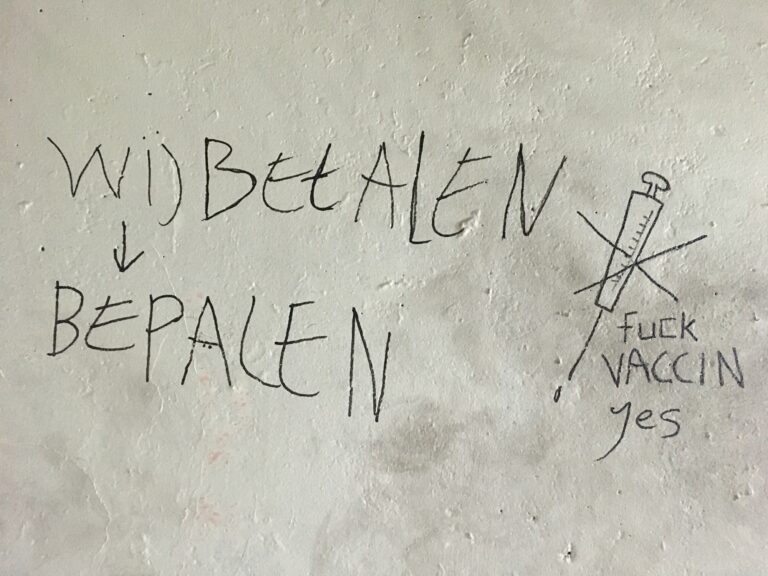 WIJ BEtALEN
↓
BEPALEN
fuck
VACCIN
yes